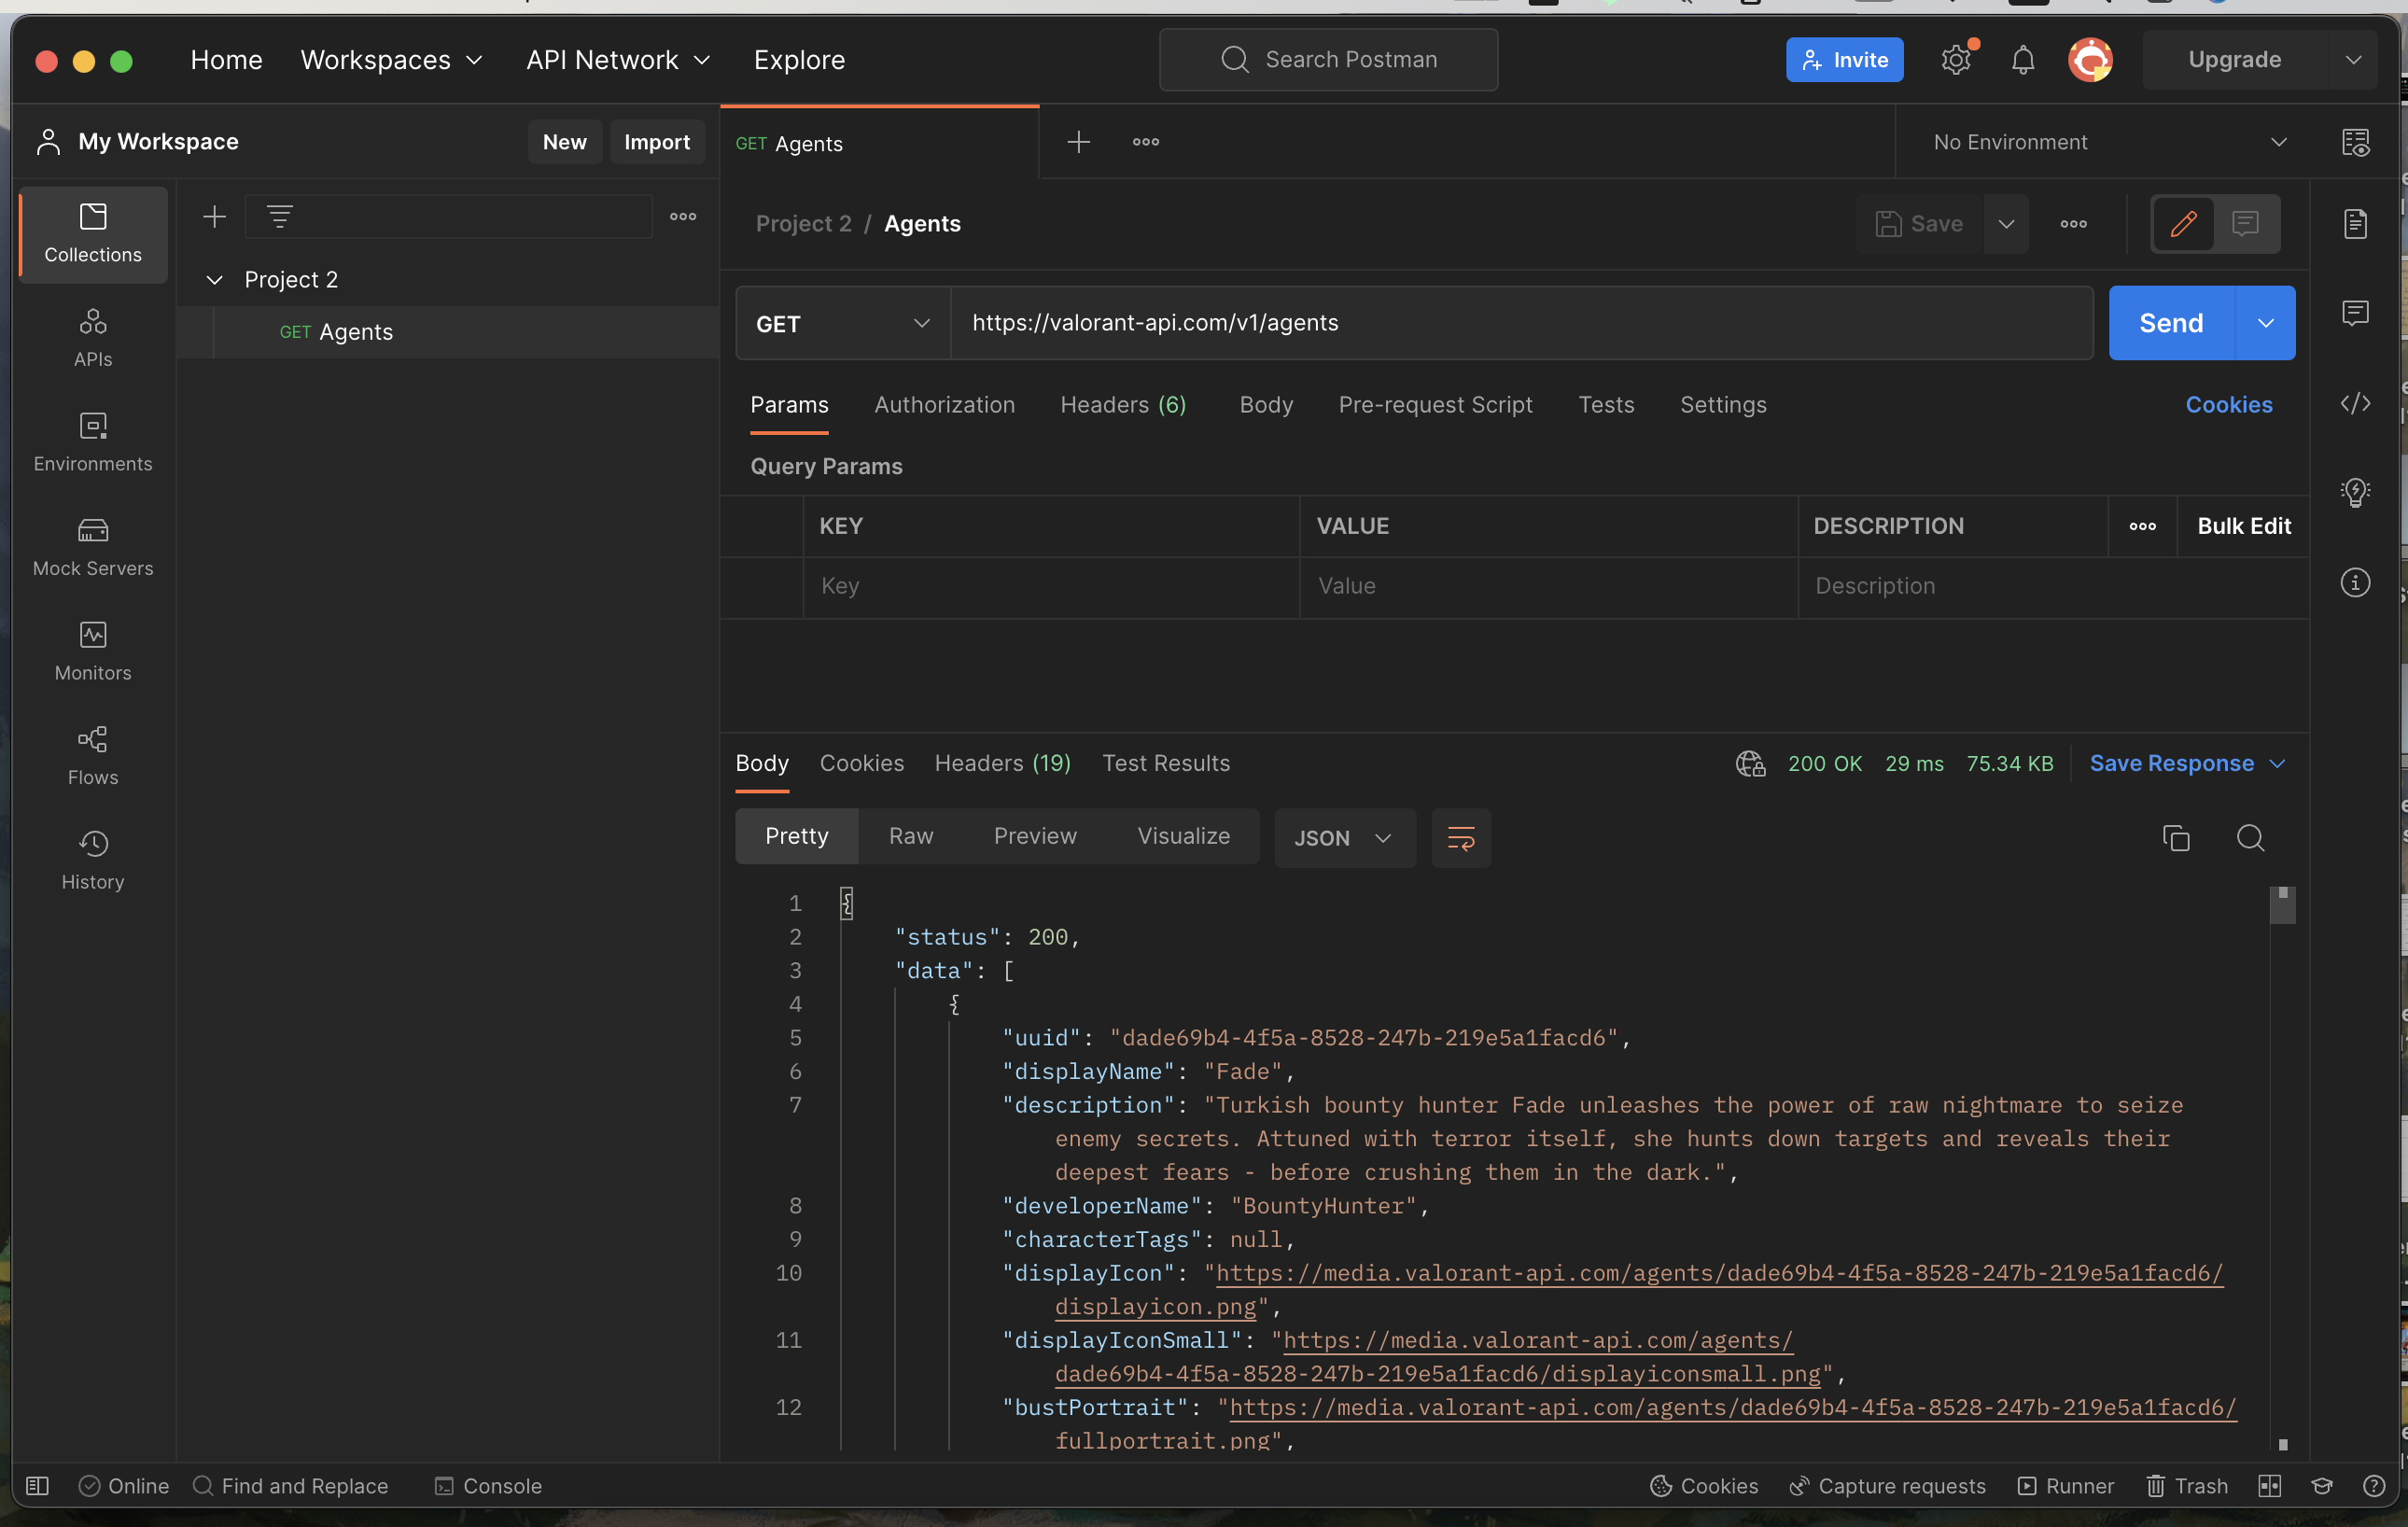 Home Workspaces API Network Explore Search Postman Invite Upgrade
My Workspace New Import GET Agents No Environment
Collections
APIs
Environments
Mock Servers
Monitors
Flows
History
Project 2
GET Agents
Project 2 / Agents Save
GET https://valorant-api.com/v1/agents Send
Params Authorization Headers (6) Body Pre-request Script Tests Settings Cookies
Query Params
KEY VALUE DESCRIPTION Bulk Edit
Key Value Description
Body Cookies Headers (19) Test Results 200 OK 29 ms 75.34 KB Save Response
Pretty Raw Preview Visualize JSON
1 {
2 "status": 200,
3 "data": [
4 {
5 "uuid": "dade69b4-4f5a-8528-247b-219e5a1facd6",
6 "displayName": "Fade",
7 "description": "Turkish bounty hunter Fade unleashes the power of raw nightmare to seize
enemy secrets. Attuned with terror itself, she hunts down targets and reveals their
deepest fears - before crushing them in the dark.",
8 "developerName": "BountyHunter",
9 "characterTags": null,
10 "displayIcon": "https://media.valorant-api.com/agents/dade69b4-4f5a-8528-247b-219e5a1facd6/
displayicon.png",
11 "displayIconSmall": "https://media.valorant-api.com/agents/
dade69b4-4f5a-8528-247b-219e5a1facd6/displayiconsmall.png",
12 "bustPortrait": "https://media.valorant-api.com/agents/dade69b4-4f5a-8528-247b-219e5a1facd6/
fullportrait.png",
Online Find and Replace Console Cookies Capture requests Runner Trash